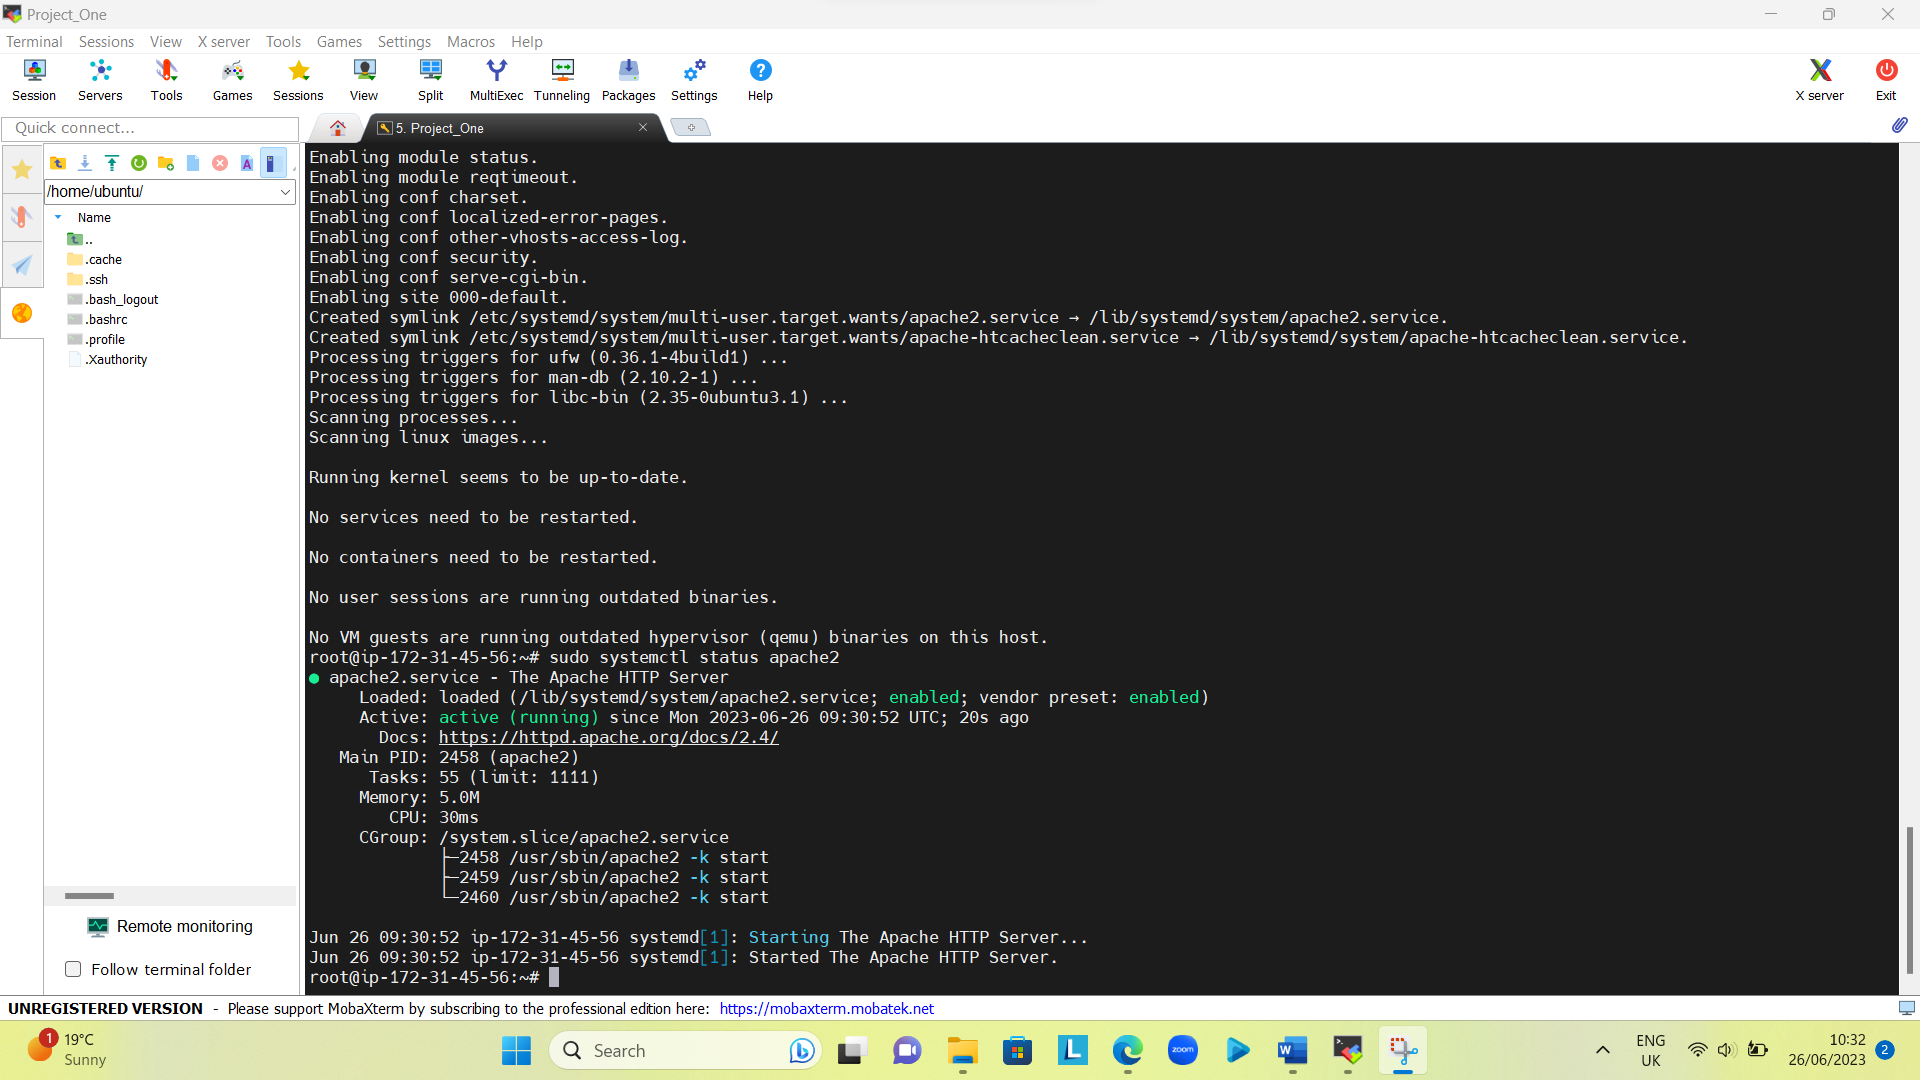 Project_One
Terminal Sessions View X server Tools Games Settings Macros Help
Session Servers Tools Games Sessions View Split MultiExec Tunneling Packages Settings Help X server Exit
Quick connect...
5. Project_One
/home/ubuntu/
Name
..
.cache
.ssh
.bash_logout
.bashrc
.profile
.Xauthority
Remote monitoring
Follow terminal folder
Enabling module status.
Enabling module reqtimeout.
Enabling conf charset.
Enabling conf localized-error-pages.
Enabling conf other-vhosts-access-log.
Enabling conf security.
Enabling conf serve-cgi-bin.
Enabling site 000-default.
Created symlink /etc/systemd/system/multi-user.target.wants/apache2.service → /lib/systemd/system/apache2.service.
Created symlink /etc/systemd/system/multi-user.target.wants/apache-htcacheclean.service → /lib/systemd/system/apache-htcacheclean.service.
Processing triggers for ufw (0.36.1-4build1) ...
Processing triggers for man-db (2.10.2-1) ...
Processing triggers for libc-bin (2.35-0ubuntu3.1) ...
Scanning processes...
Scanning linux images...
Running kernel seems to be up-to-date.
No services need to be restarted.
No containers need to be restarted.
No user sessions are running outdated binaries.
No VM guests are running outdated hypervisor (qemu) binaries on this host.
root@ip-172-31-45-56:~# sudo systemctl status apache2
● apache2.service - The Apache HTTP Server
Loaded: loaded (/lib/systemd/system/apache2.service; enabled; vendor preset: enabled)
Active: active (running) since Mon 2023-06-26 09:30:52 UTC; 20s ago
Docs: https://httpd.apache.org/docs/2.4/
Main PID: 2458 (apache2)
Tasks: 55 (limit: 1111)
Memory: 5.0M
CPU: 30ms
CGroup: /system.slice/apache2.service
├─2458 /usr/sbin/apache2 -k start
├─2459 /usr/sbin/apache2 -k start
└─2460 /usr/sbin/apache2 -k start
Jun 26 09:30:52 ip-172-31-45-56 systemd[1]: Starting The Apache HTTP Server...
Jun 26 09:30:52 ip-172-31-45-56 systemd[1]: Started The Apache HTTP Server.
root@ip-172-31-45-56:~#
UNREGISTERED VERSION - Please support MobaXterm by subscribing to the professional edition here: https://mobaxterm.mobatek.net
1
19°C
Sunny
Search
L
zoom
W
ENG
UK
10:32
26/06/2023
2